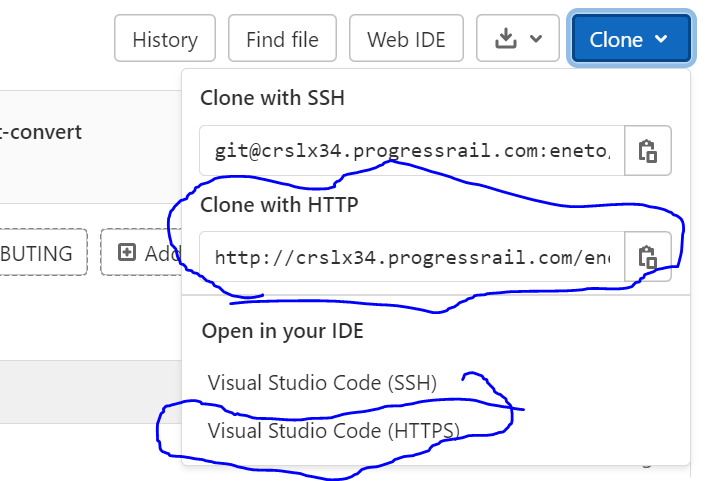 History Find file Web IDE Clone
Clone with SSH
t-convert
git@crslx34.progressrail.com:eneto/
Clone with HTTP
BUTING Add
http://crslx34.progressrail.com/ene
Open in your IDE
Visual Studio Code (SSH)
Visual Studio Code (HTTPS)